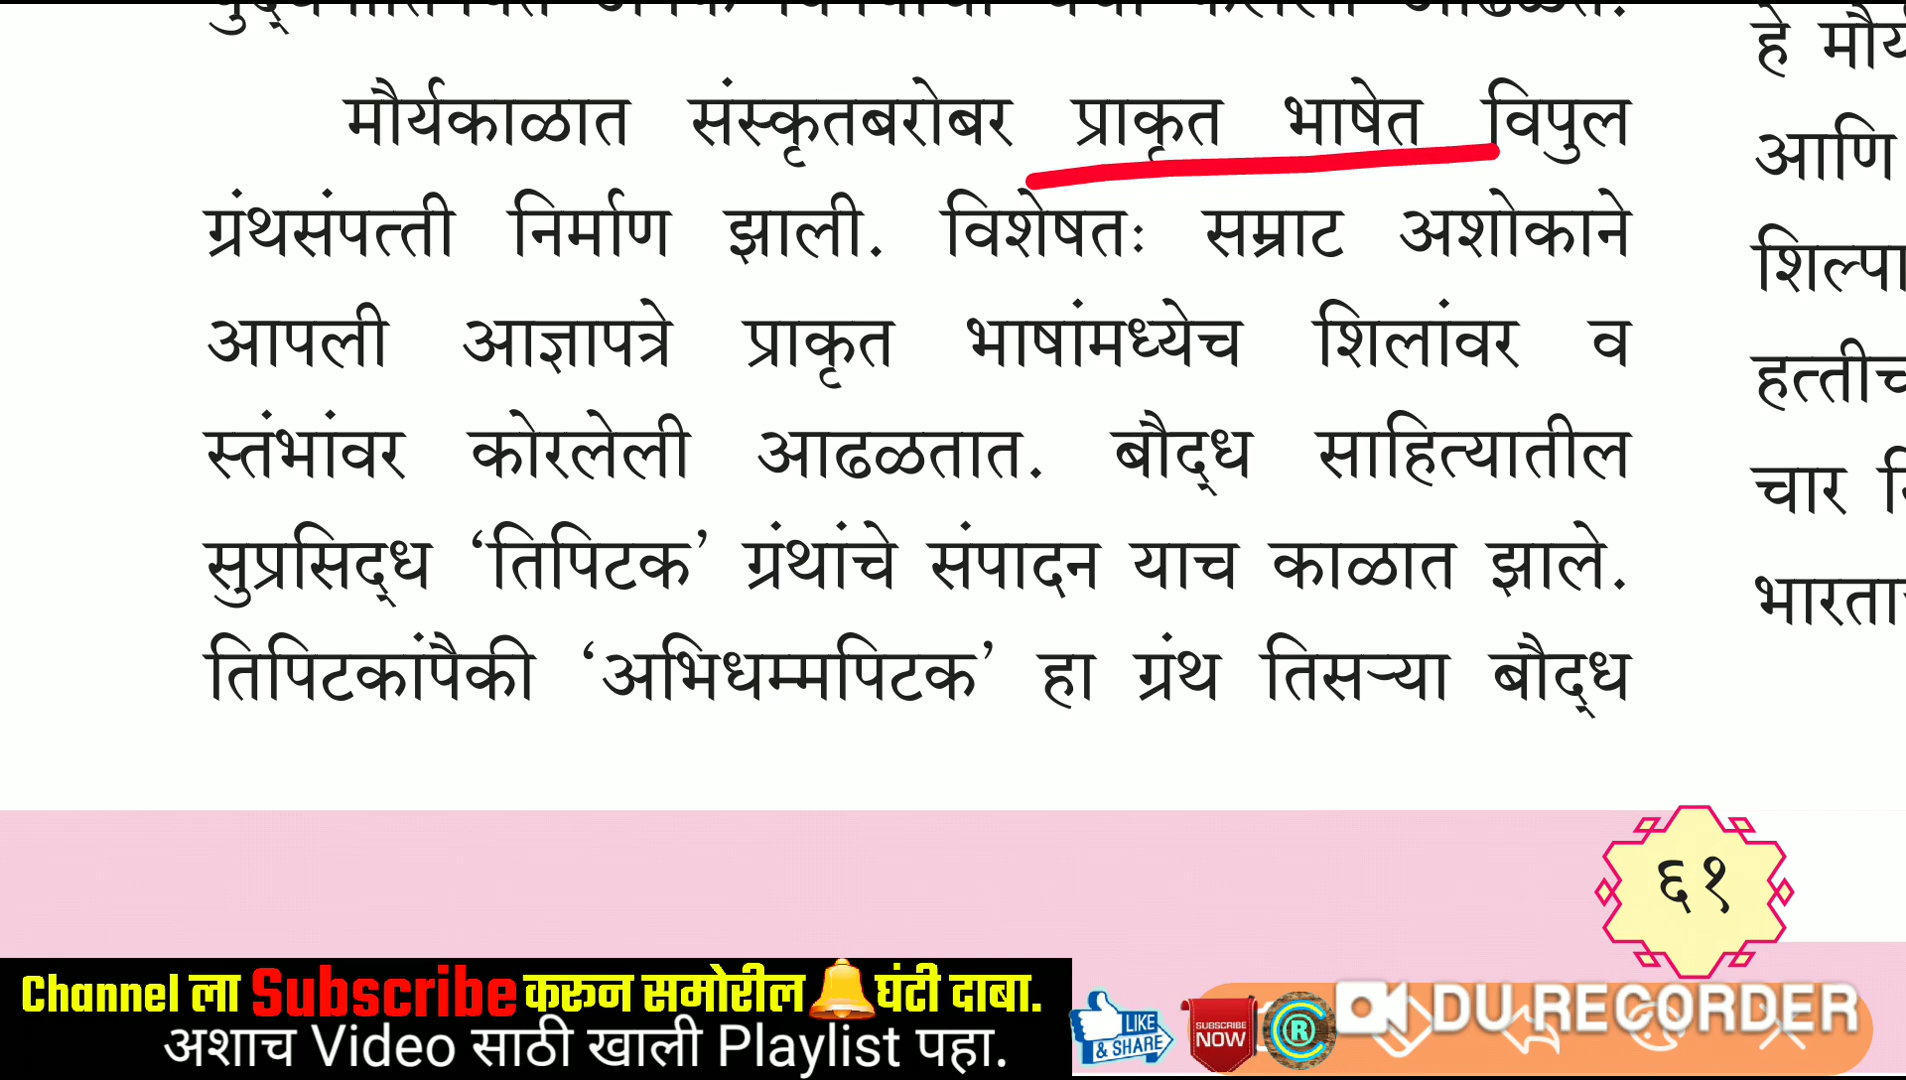 मौर्यकाळात संस्कृतबरोबर प्राकृत भाषेत विपुल
ग्रंथसंपत्ती निर्माण झाली. विशेषतः सम्राट अशोकाने
आपली आज्ञापत्रे प्राकृत भाषांमध्येच शिलांवर व
स्तंभांवर कोरलेली आढळतात. बौद्ध साहित्यातील
सुप्रसिद्ध ‘तिपिटक’ ग्रंथांचे संपादन याच काळात झाले.
तिपिटकांपैकी ‘अभिधम्मपिटक’ हा ग्रंथ तिसऱ्या बौद्ध
हे
आणि
चार
६१
Channel ला Subscribe करून समोरील घंटी दाबा.
अशाच Video साठी खाली Playlist पहा.
LIKE
& SHARE
SUBSCRIBE
NOW
®
DU RECORDER